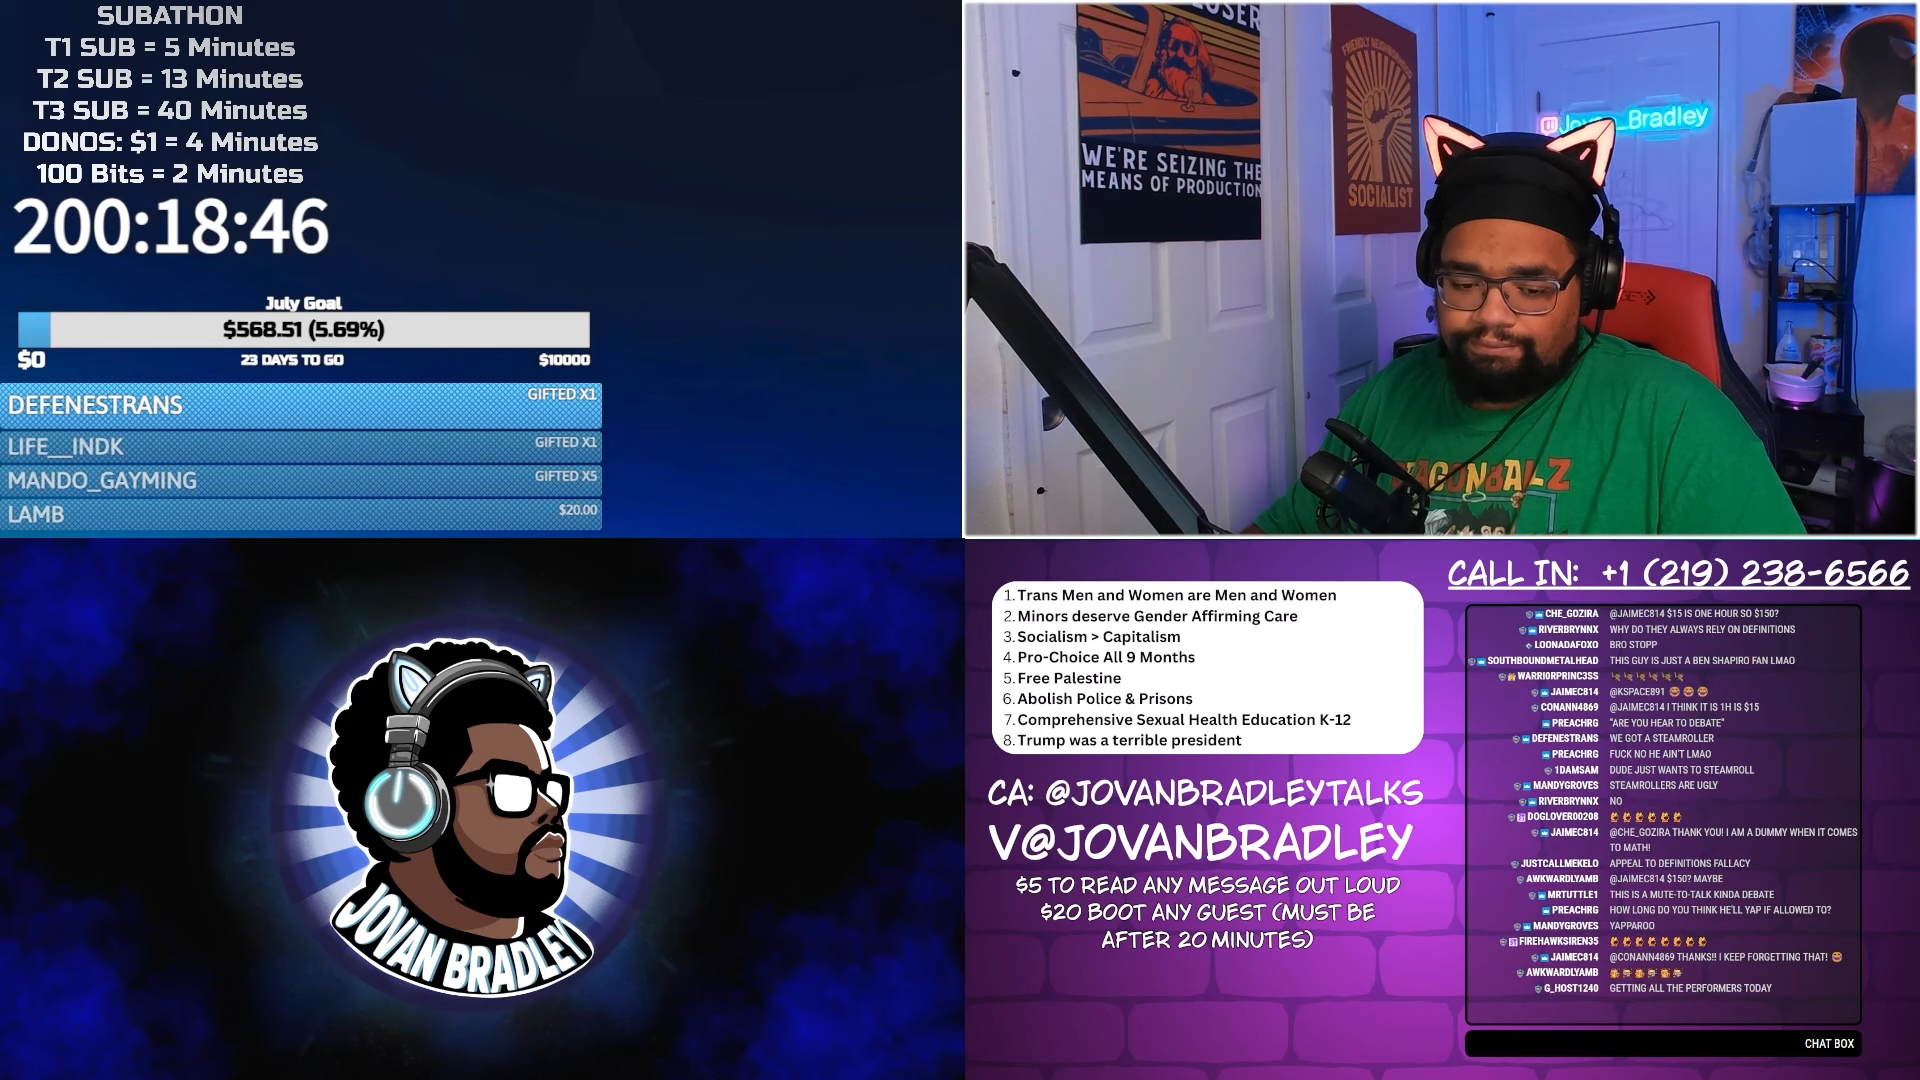 SUBATHON
T1 SUB = 5 Minutes
T2 SUB = 13 Minutes
T3 SUB = 40 Minutes
DONOS: $1 = 4 Minutes
100 Bits = 2 Minutes
200:18:46
July Goal
$568.51 (5.69%)
$0 23 DAYS TO GO $10000
DEFENESTRANS GIFTED X1
LIFE__INDK GIFTED X1
MANDO_GAYMING GIFTED X5
LAMB $20.00
WE'RE SEIZING THE
MEANS OF PRODUCTION
FRIENDLY NEIGHBORHOOD
SOCIALIST
Bradley
DRAGONBALZ
JOVAN BRADLEY
1. Trans Men and Women are Men and Women
2. Minors deserve Gender Affirming Care
3. Socialism > Capitalism
4. Pro-Choice All 9 Months
5. Free Palestine
6. Abolish Police & Prisons
7. Comprehensive Sexual Health Education K-12
8. Trump was a terrible president
CA: @JOVANBRADLEYTALKS
V@JOVANBRADLEY
$5 TO READ ANY MESSAGE OUT LOUD
$20 BOOT ANY GUEST (MUST BE
AFTER 20 MINUTES)
CALL IN: +1 (219) 238-6566
CHE_GOZIRA @JAIMEC814 $15 IS ONE HOUR SO $150?
RIVERBRYNNX WHY DO THEY ALWAYS RELY ON DEFINITIONS
LOONADAFOXO BRO STOPP
SOUTHBOUNDMETALHEAD THIS GUY IS JUST A BEN SHAPIRO FAN LMAO
WARRI0RPRINC3SS
JAIMEC814 @KSPACE891
CONANN4869 @JAIMEC814 I THINK IT IS 1H IS $15
PREACHRG "ARE YOU HEAR TO DEBATE"
DEFENESTRANS WE GOT A STEAMROLLER
PREACHRG FUCK NO HE AIN'T LMAO
1DAMSAM DUDE JUST WANTS TO STEAMROLL
MANDYGROVES STEAMROLLERS ARE UGLY
RIVERBRYNNX NO
DOGLOVER00208
JAIMEC814 @CHE_GOZIRA THANK YOU! I AM A DUMMY WHEN IT COMES
TO MATH!
JUSTCALLMEKELO APPEAL TO DEFINITIONS FALLACY
AWKWARDLYAMB @JAIMEC814 $150? MAYBE
MRTUTTLE1 THIS IS A MUTE-TO-TALK KINDA DEBATE
PREACHRG HOW LONG DO YOU THINK HE'LL YAP IF ALLOWED TO?
MANDYGROVES YAPPAROO
FIREHAWKSIREN35
JAIMEC814 @CONANN4869 THANKS!! I KEEP FORGETTING THAT!
AWKWARDLYAMB
G_HOST1240 GETTING ALL THE PERFORMERS TODAY
CHAT BOX